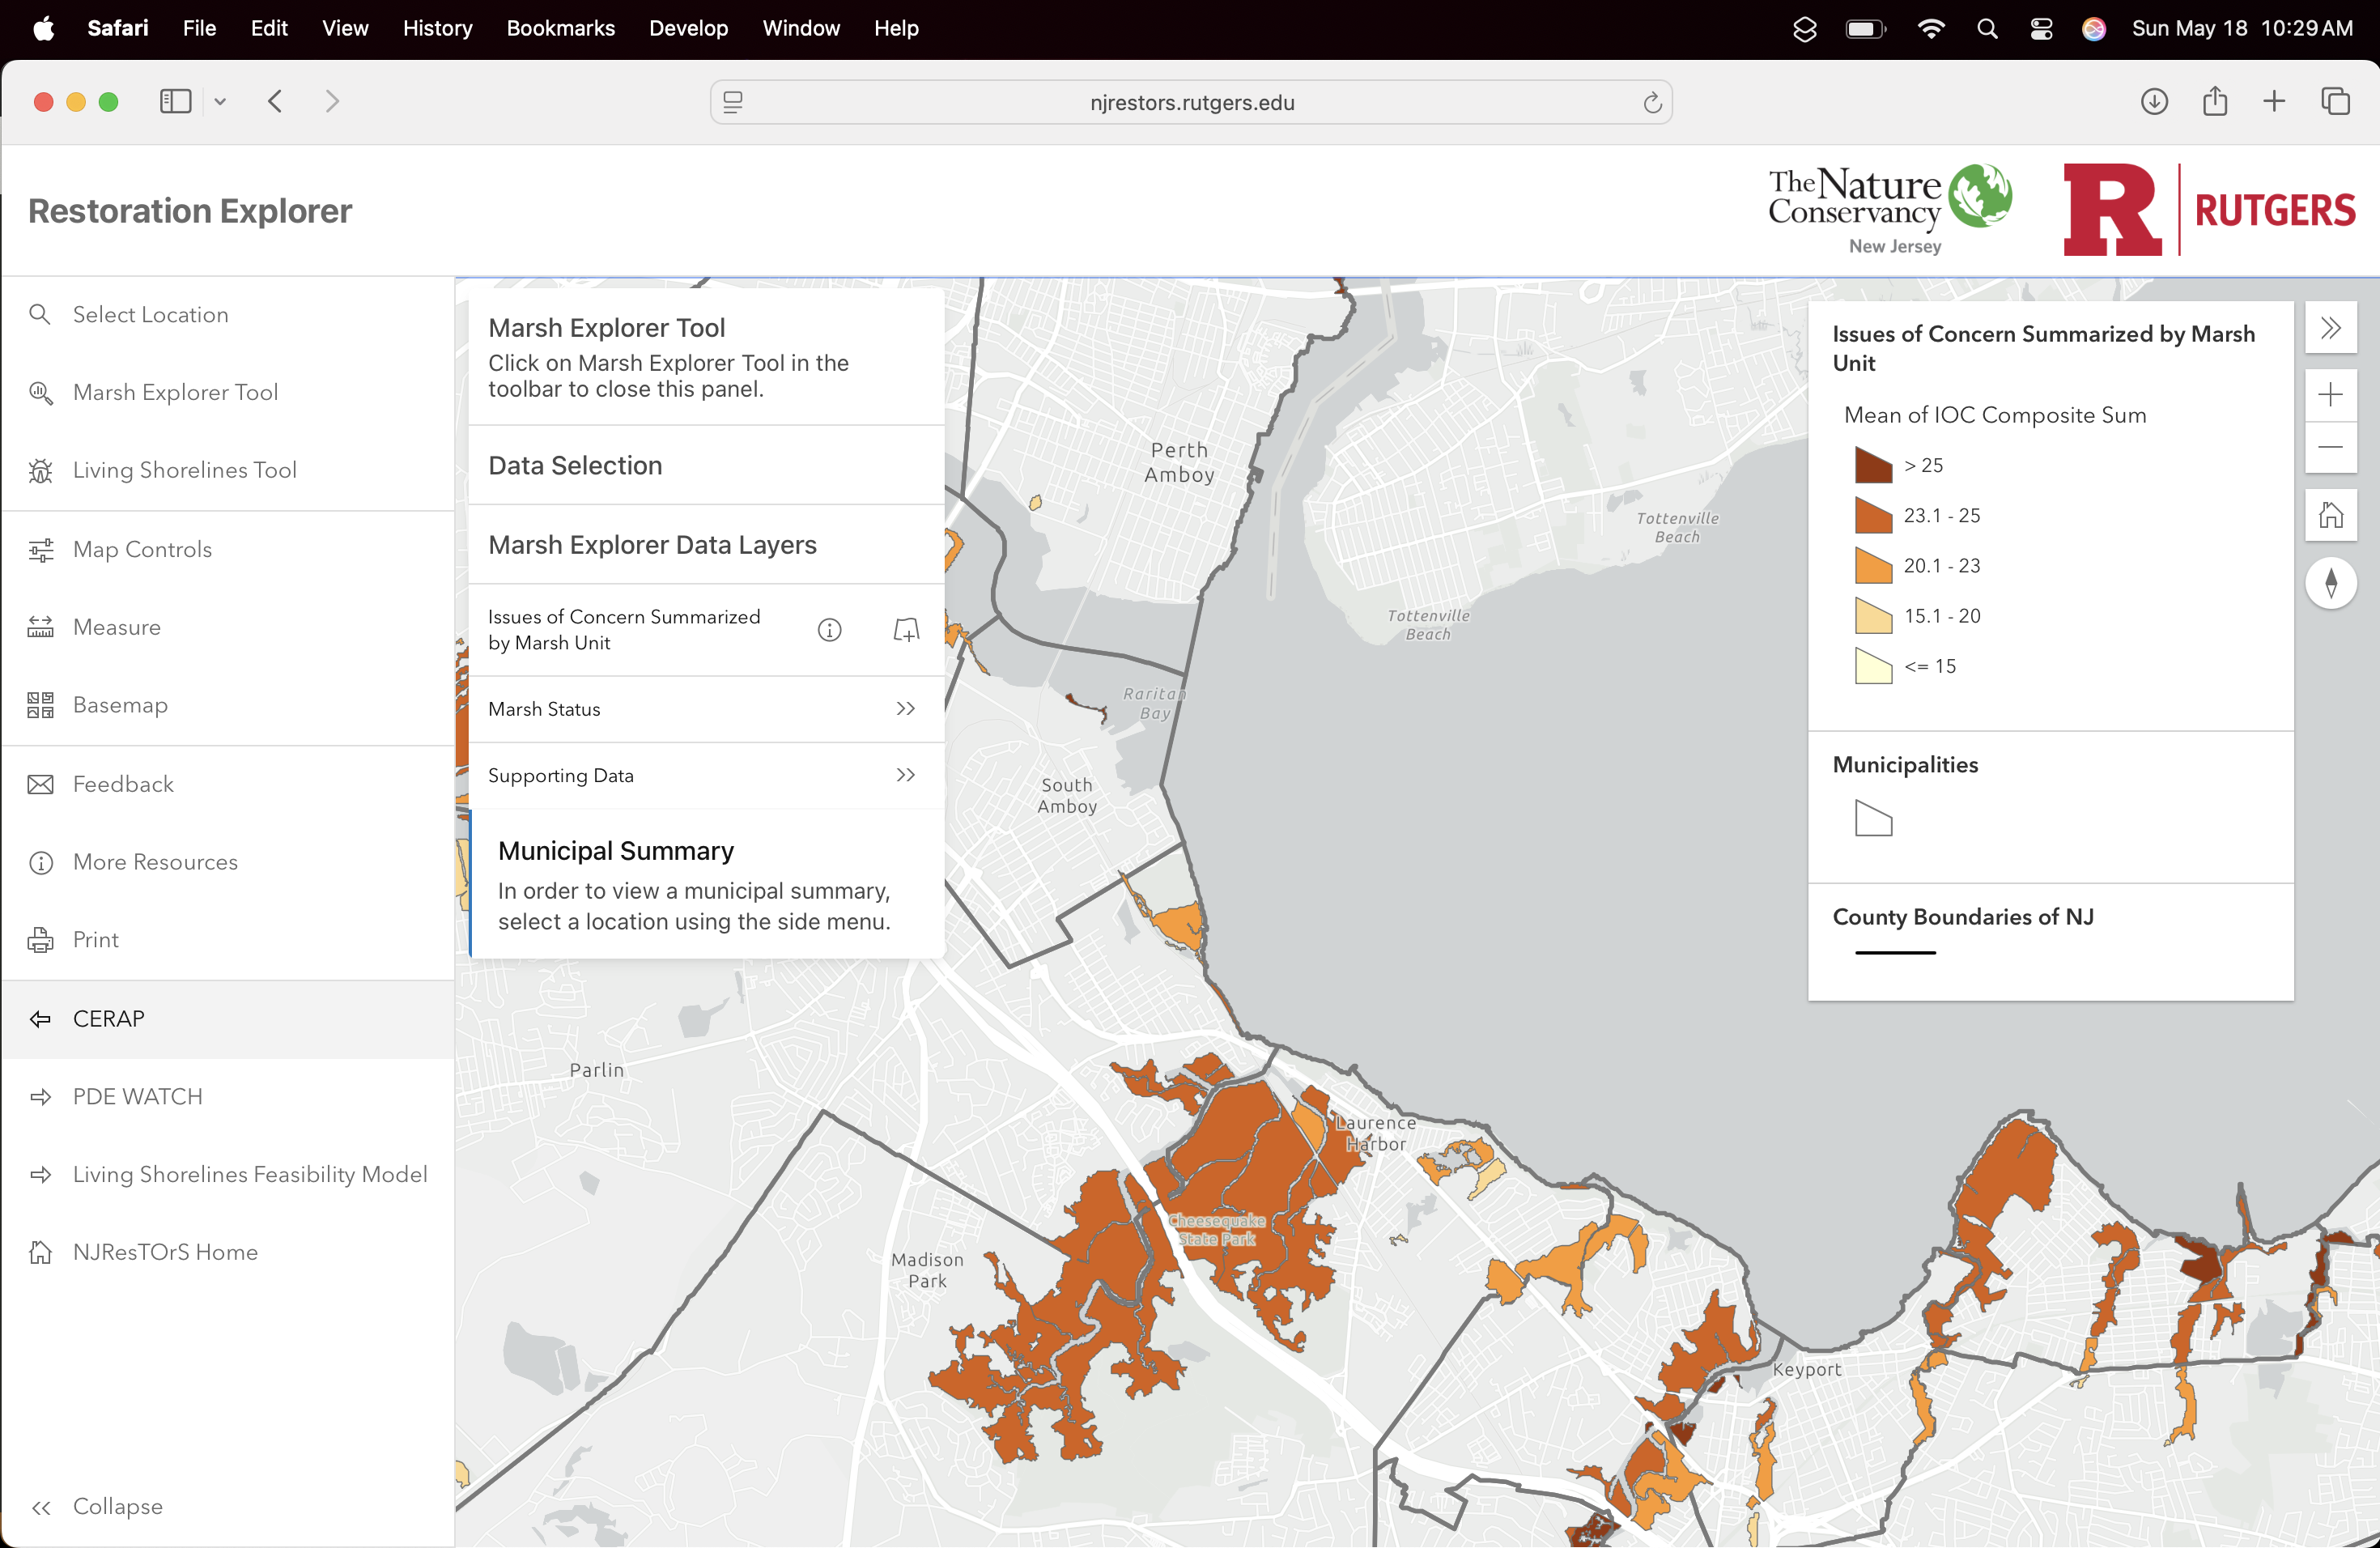 Safari File Edit View History Bookmarks Develop Window Help
Sun May 18 10:29 AM
njrestors.rutgers.edu
Restoration Explorer
The Nature
Conservancy
New Jersey
R RUTGERS
Select Location
Marsh Explorer Tool
Living Shorelines Tool
Map Controls
Measure
Basemap
Feedback
More Resources
Print
CERAP
PDE WATCH
Living Shorelines Feasibility Model
NJResTOrS Home
Collapse
Marsh Explorer Tool
Click on Marsh Explorer Tool in the
toolbar to close this panel.
Data Selection
Marsh Explorer Data Layers
Issues of Concern Summarized
by Marsh Unit
Marsh Status
Supporting Data
Municipal Summary
In order to view a municipal summary,
select a location using the side menu.
Perth
Amboy
Tottenville
Beach
Tottenville
Beach
Raritan
Bay
South
Amboy
Parlin
Laurence
Harbor
Cheesequake
State Park
Madison
Park
Keyport
Issues of Concern Summarized by Marsh
Unit
Mean of IOC Composite Sum
> 25
23.1 - 25
20.1 - 23
15.1 - 20
<= 15
Municipalities
County Boundaries of NJ